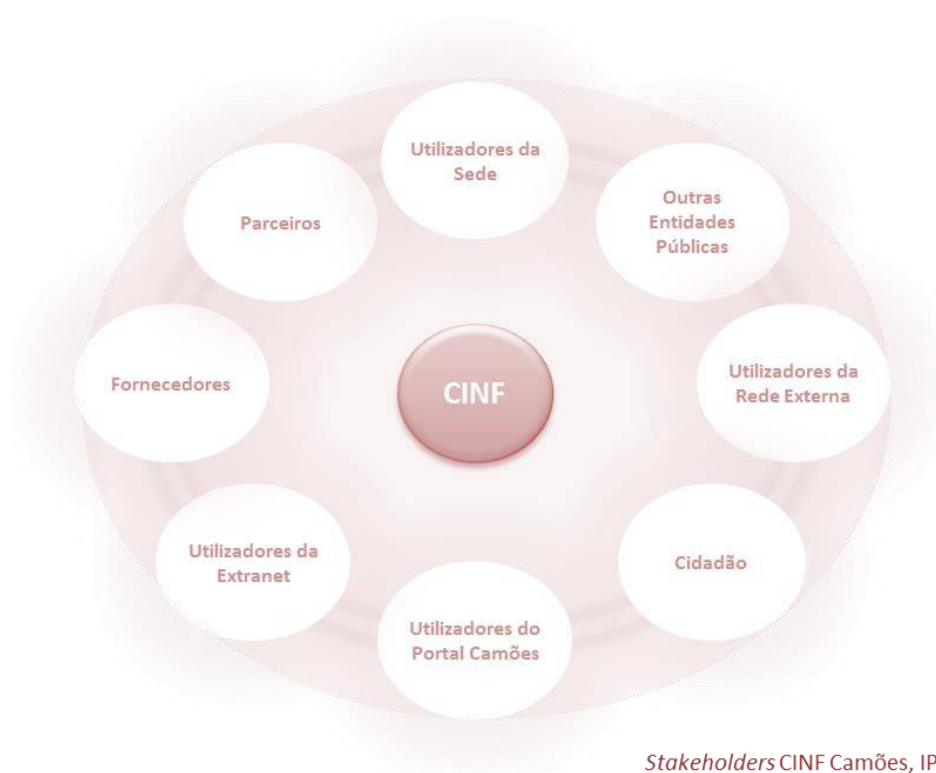 Utilizadores da
Sede
Outras
Entidades
Públicas
Utilizadores da
Rede Externa
Cidadão
Utilizadores do
Portal Camões
Utilizadores da
Extranet
Fornecedores
Parceiros
CINF
Stakeholders CINF Camões, IP